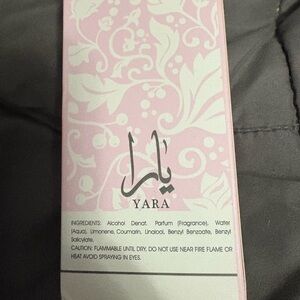 يارا
YARA
INGREDIENTS: Alcohol Denat. Parfum (Fragrance), Water
(Aqua), Limonene, Coumarin, Linalool, Benzyl Benzoate, Benzyl
Salicylate.
CAUTION: FLAMMABLE UNTIL DRY. DO NOT USE NEAR FIRE FLAME OR
HEAT AVOID SPRAYING IN EYES.